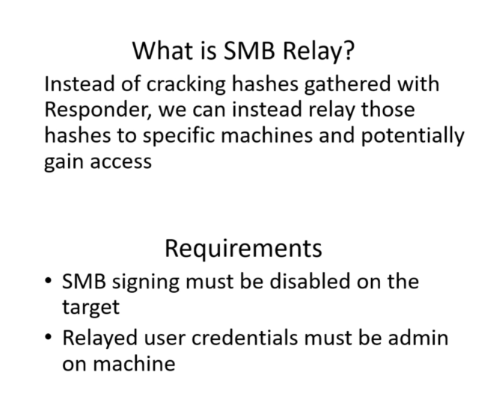 What is SMB Relay?
Instead of cracking hashes gathered with
Responder, we can instead relay those
hashes to specific machines and potentially
gain access
Requirements
• SMB signing must be disabled on the
target
• Relayed user credentials must be admin
on machine